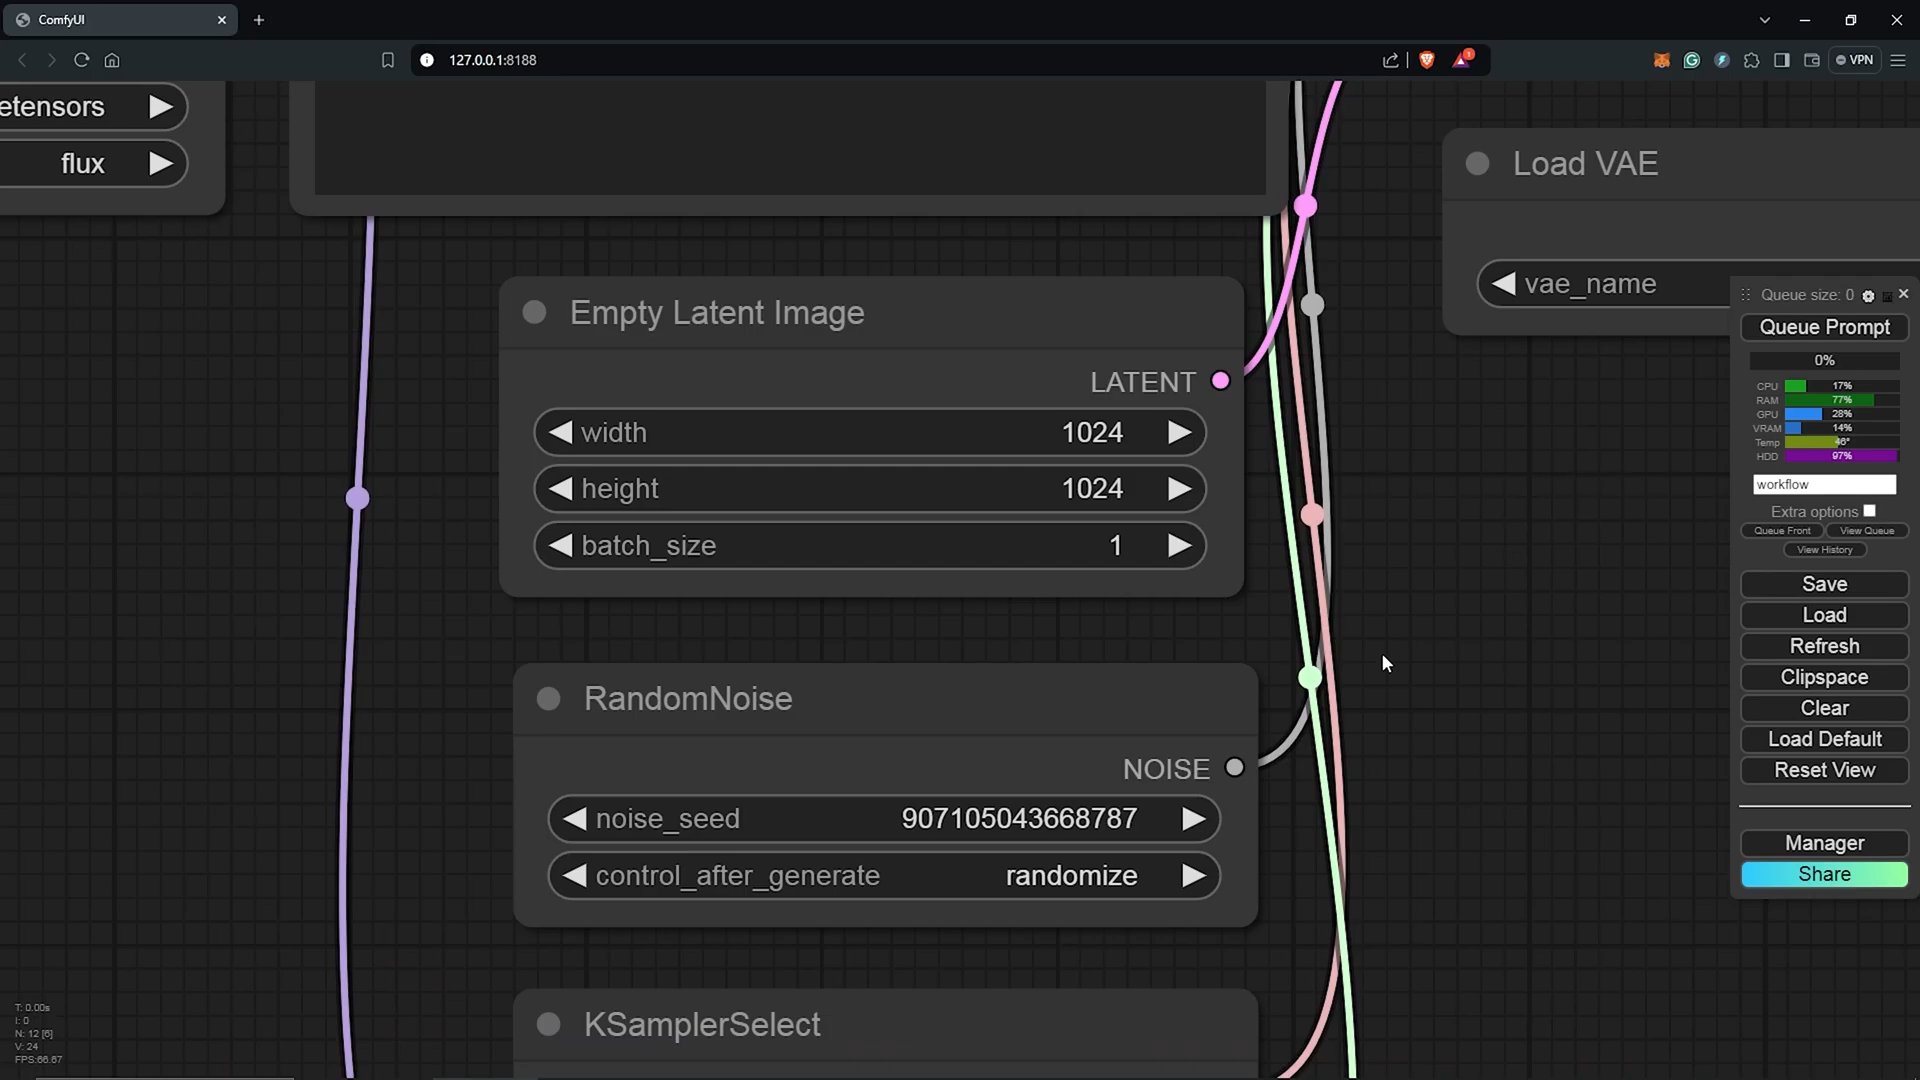 ComfyUI
127.0.0.1:8188
1
VPN
etensors
flux
Load VAE
vae_name
Empty Latent Image
LATENT
width 1024
height 1024
batch_size 1
RandomNoise
NOISE
noise_seed 907105043668787
control_after_generate randomize
KSamplerSelect
Queue size: 0
Queue Prompt
0%
CPU 17%
RAM 77%
GPU 28%
VRAM 14%
Temp 46°
HDD 97%
workflow
Extra options
Queue Front View Queue
View History
Save
Load
Refresh
Clipspace
Clear
Load Default
Reset View
Manager
Share
T: 0.00s
I: 0
N: 12 [6]
V: 24
FPS:66.67